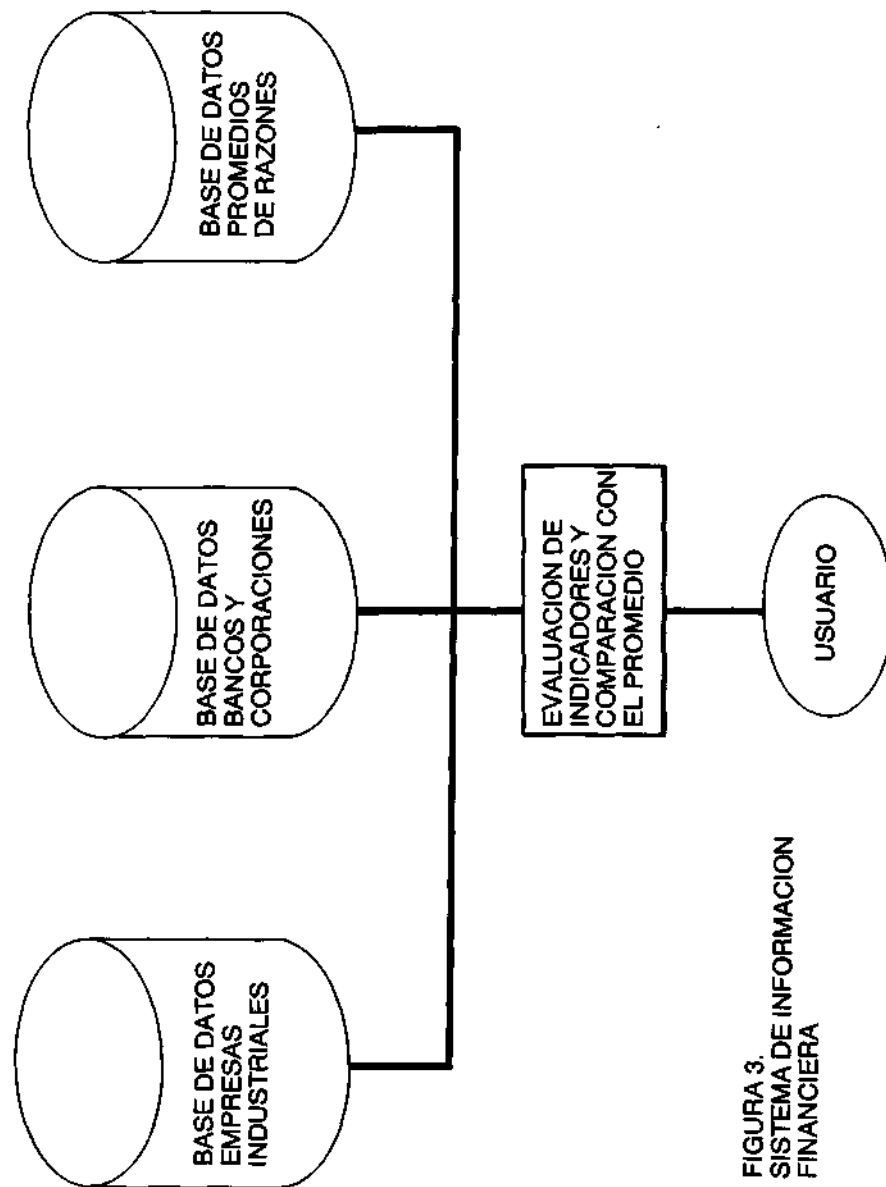 BASE DE DATOS
EMPRESAS
INDUSTRIALES
BASE DE DATOS
BANCOS Y
CORPORACIONES
BASE DE DATOS
PROMEDIOS
DE RAZONES
EVALUACION DE
INDICADORES Y
COMPARACION CON
EL PROMEDIO
USUARIO
FIGURA 3.
SISTEMA DE INFORMACION
FINANCIERA